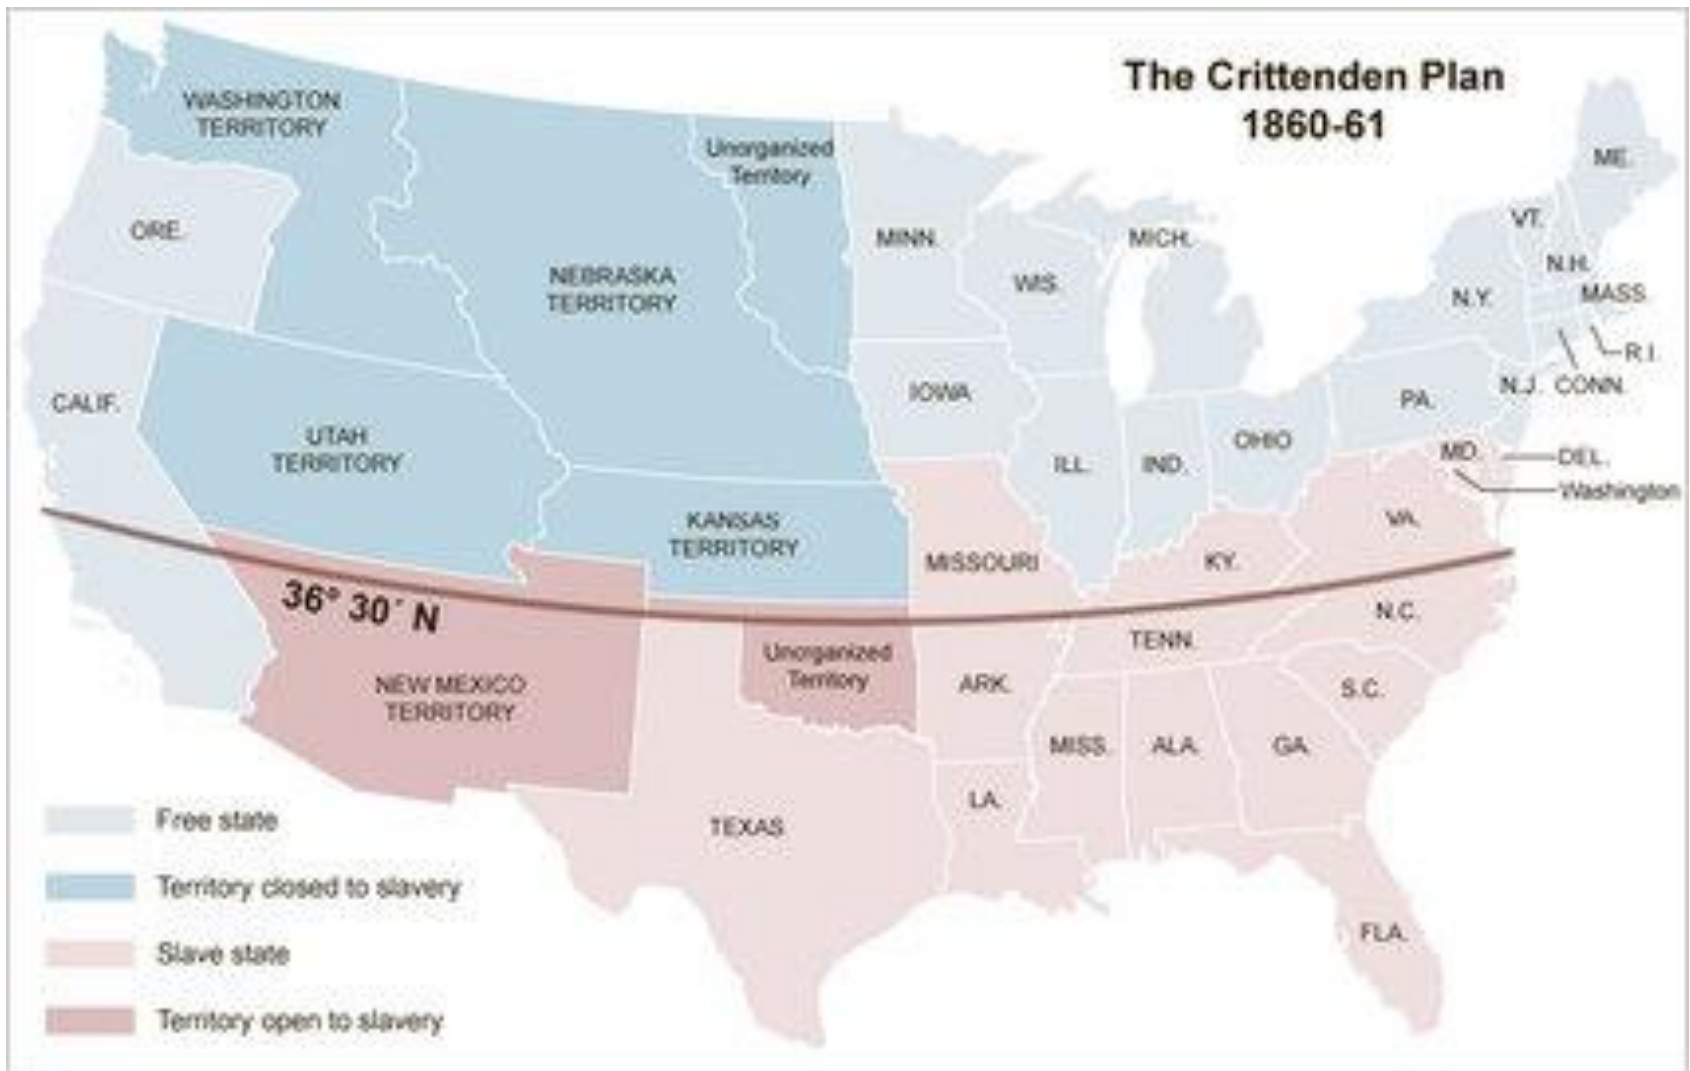 The Crittenden Plan
1860-61
WASHINGTON
TERRITORY
Unorganized
Territory
ORE.
MINN.
NEBRASKA
TERRITORY
WIS.
MICH.
ME.
VT.
N.H.
MASS.
N.Y.
R.I.
N.J.
CONN.
CALIF.
IOWA
PA.
UTAH
TERRITORY
ILL.
IND.
OHIO
MD.
DEL.
Washington
KANSAS
TERRITORY
VA.
MISSOURI
KY.
36° 30´ N
N.C.
TENN.
Unorganized
Territory
NEW MEXICO
TERRITORY
ARK.
S.C.
MISS.
ALA.
GA.
LA.
TEXAS
FLA.
Free state
Territory closed to slavery
Slave state
Territory open to slavery